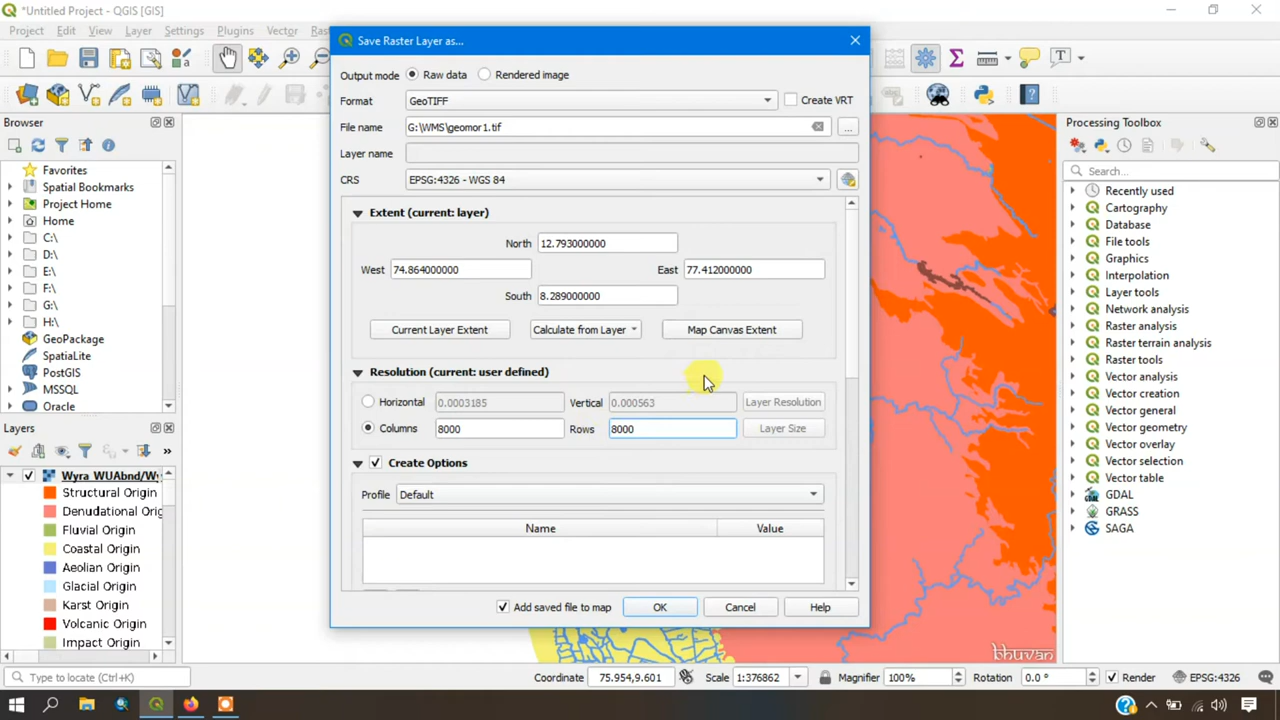 *Untitled Project - QGIS [GIS]
Project Edit View Layer Settings Plugins Vector
Save Raster Layer as...
Output mode Raw data Rendered image
Format GeoTIFF Create VRT
File name G:\WMS\geomor1.tif ...
Layer name
CRS EPSG:4326 - WGS 84
Extent (current: layer)
North 12.793000000
West 74.864000000 East 77.412000000
South 8.289000000
Current Layer Extent Calculate from Layer Map Canvas Extent
Resolution (current: user defined)
Horizontal 0.0003185 Vertical 0.000563 Layer Resolution
Columns 8000 Rows 8000 Layer Size
Create Options
Profile Default
Name Value
Add saved file to map OK Cancel Help
Browser
Favorites
Spatial Bookmarks
Project Home
Home
C:\
D:\
E:\
F:\
G:\
H:\
GeoPackage
SpatiaLite
PostGIS
MSSQL
Oracle
Layers
»
Wyra WUAbnd/Wy
Structural Origin
Denudational Orig
Fluvial Origin
Coastal Origin
Aeolian Origin
Glacial Origin
Karst Origin
Volcanic Origin
Impact Origin
Processing Toolbox
Search...
Recently used
Cartography
Database
File tools
Graphics
Interpolation
Layer tools
Network analysis
Raster analysis
Raster terrain analysis
Raster tools
Vector analysis
Vector creation
Vector general
Vector geometry
Vector overlay
Vector selection
Vector table
GDAL
GRASS
SAGA
bhuvan
Type to locate (Ctrl+K) Coordinate 75.954,9.601 Scale 1:376862 Magnifier 100% Rotation 0.0 ° Render EPSG:4326